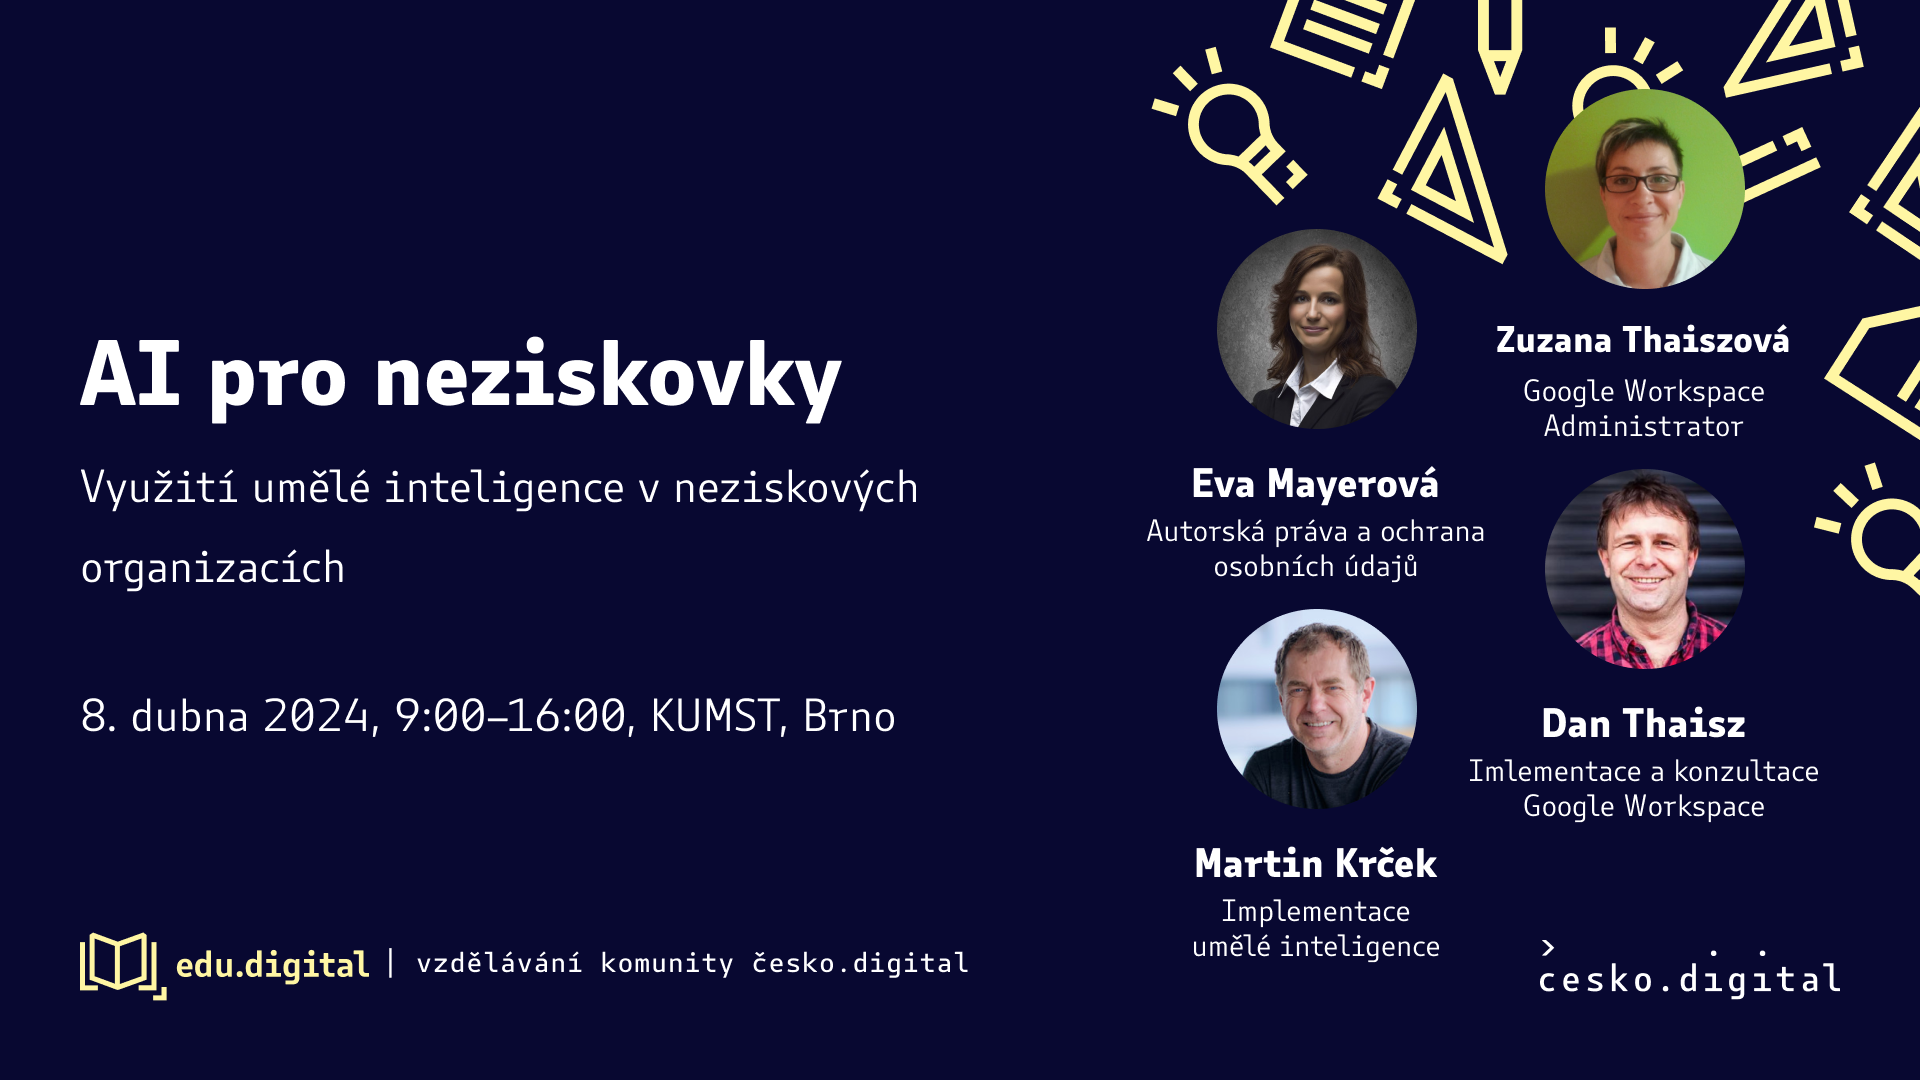 AI pro neziskovky
Využití umělé inteligence v neziskových
organizacích
8. dubna 2024, 9:00–16:00, KUMST, Brno
Zuzana Thaiszová
Google Workspace
Administrator
Eva Mayerová
Autorská práva a ochrana
osobních údajů
Dan Thaisz
Imlementace a konzultace
Google Workspace
Martin Krček
Implementace
umělé inteligence
edu.digital | vzdělávání komunity česko.digital
česko.digital